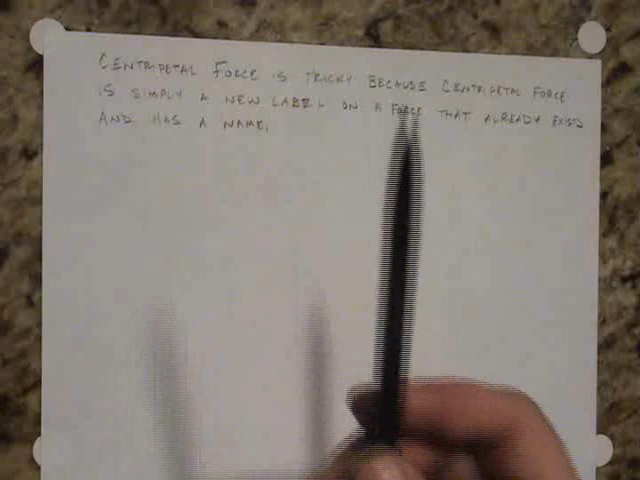 CENTRIPETAL FORCE IS TRICKY BECAUSE CENTRIPETAL FORCE
IS SIMPLY A NEW LABEL ON A FORCE THAT ALREADY EXISTS
AND HAS A NAME.